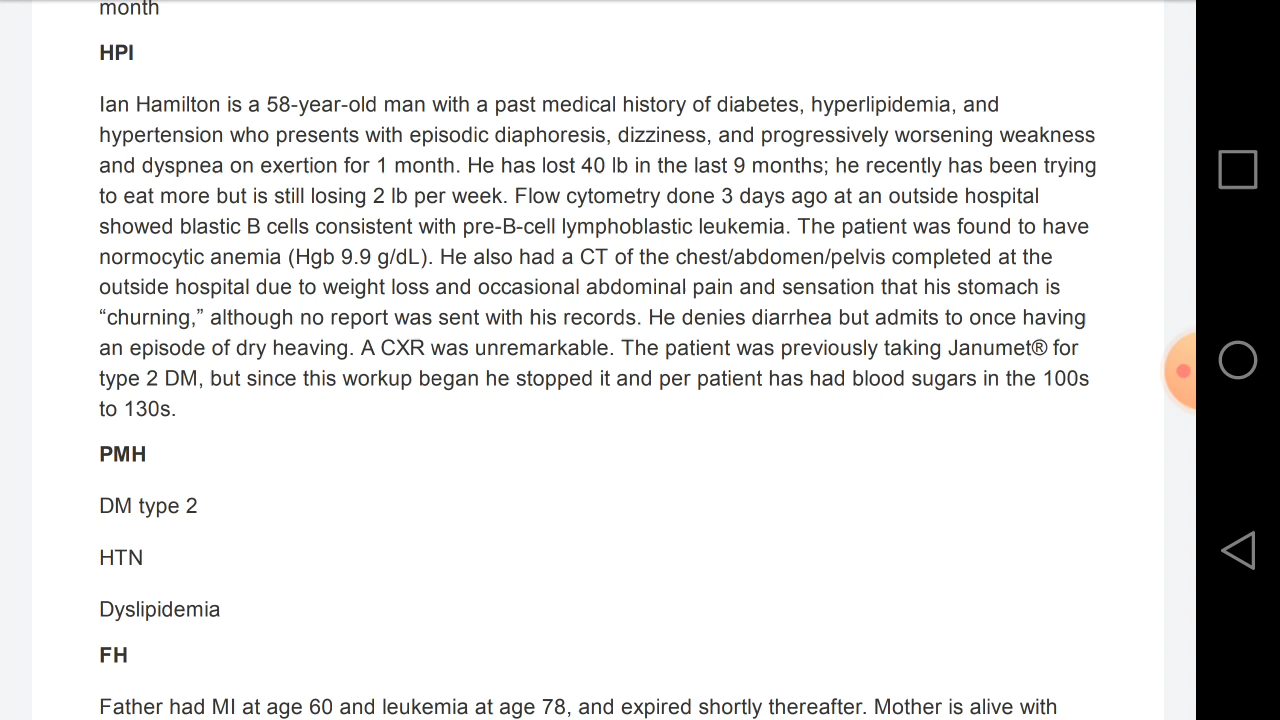 month
HPI
Ian Hamilton is a 58-year-old man with a past medical history of diabetes, hyperlipidemia, and
hypertension who presents with episodic diaphoresis, dizziness, and progressively worsening weakness
and dyspnea on exertion for 1 month. He has lost 40 lb in the last 9 months; he recently has been trying
to eat more but is still losing 2 lb per week. Flow cytometry done 3 days ago at an outside hospital
showed blastic B cells consistent with pre-B-cell lymphoblastic leukemia. The patient was found to have
normocytic anemia (Hgb 9.9 g/dL). He also had a CT of the chest/abdomen/pelvis completed at the
outside hospital due to weight loss and occasional abdominal pain and sensation that his stomach is
“churning,” although no report was sent with his records. He denies diarrhea but admits to once having
an episode of dry heaving. A CXR was unremarkable. The patient was previously taking Janumet® for
type 2 DM, but since this workup began he stopped it and per patient has had blood sugars in the 100s
to 130s.
PMH
DM type 2
HTN
Dyslipidemia
FH
Father had MI at age 60 and leukemia at age 78, and expired shortly thereafter. Mother is alive with